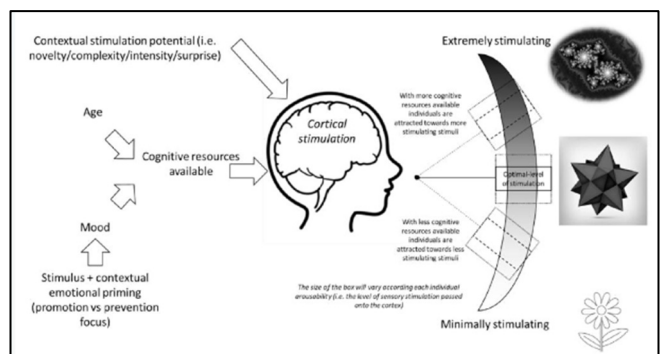 Contextual stimulation potential (i.e.
novelty/complexity/intensity/surprise)
Extremely stimulating
With more cognitive
resources available
individuals are
attracted towards more
stimulating stimuli
Age
Cortical
stimulation
Cognitive resources
available
Optimal-level
of stimulation
Mood
With less cognitive
resources available
individuals are
attracted towards less
stimulating stimuli
Stimulus + contextual
emotional priming
(promotion vs prevention
focus)
The size of the box will vary according each individual
arousability (i.e. the level of sensory stimulation passed
onto the cortex)
Minimally stimulating